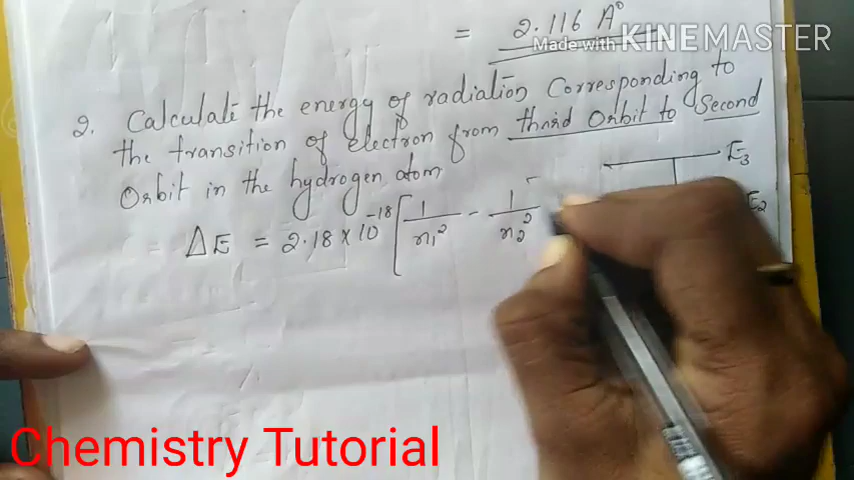 = 2.116 A°
Made with KINEMASTER
2. Calculate the energy of radiation Corresponding to
the transition of electron from third Orbit to Second
Orbit in the hydrogen atom
E3
E2
ΔE = 2.18 × 10^-18 [ 1/n1² - 1/n2²
Chemistry Tutorial